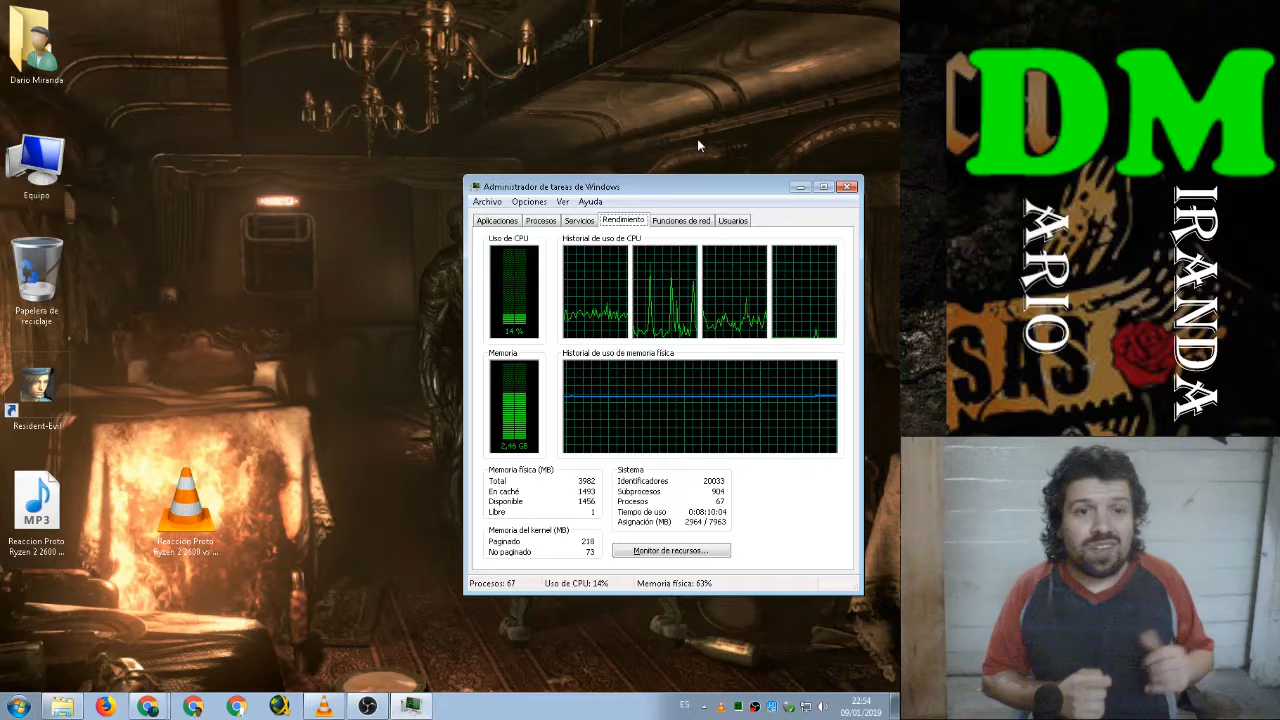 Dario Miranda
Equipo
Papelera de
reciclaje
Resident-Evil
MP3
Reaccion Proto
Ryzen 2 2600 ...
Reaccion Proto
Ryzen 2 2600 vs ...
Administrador de tareas de Windows
Archivo Opciones Ver Ayuda
Aplicaciones Procesos Servicios Rendimiento Funciones de red Usuarios
Uso de CPU
14 %
Historial de uso de CPU
Memoria
2,46 GB
Historial de uso de memoria física
Memoria física (MB)
Total 3982
En caché 1493
Disponible 1456
Libre 1
Memoria del kernel (MB)
Paginado 218
No paginado 73
Sistema
Identificadores 20033
Subprocesos 904
Procesos 67
Tiempo de uso 0:08:10:04
Asignación (MB) 2964 / 7963
Monitor de recursos...
Procesos: 67 Uso de CPU: 14% Memoria física: 63%
ES
22:54
09/01/2019
DM
ARIO
IRANDA
SAS